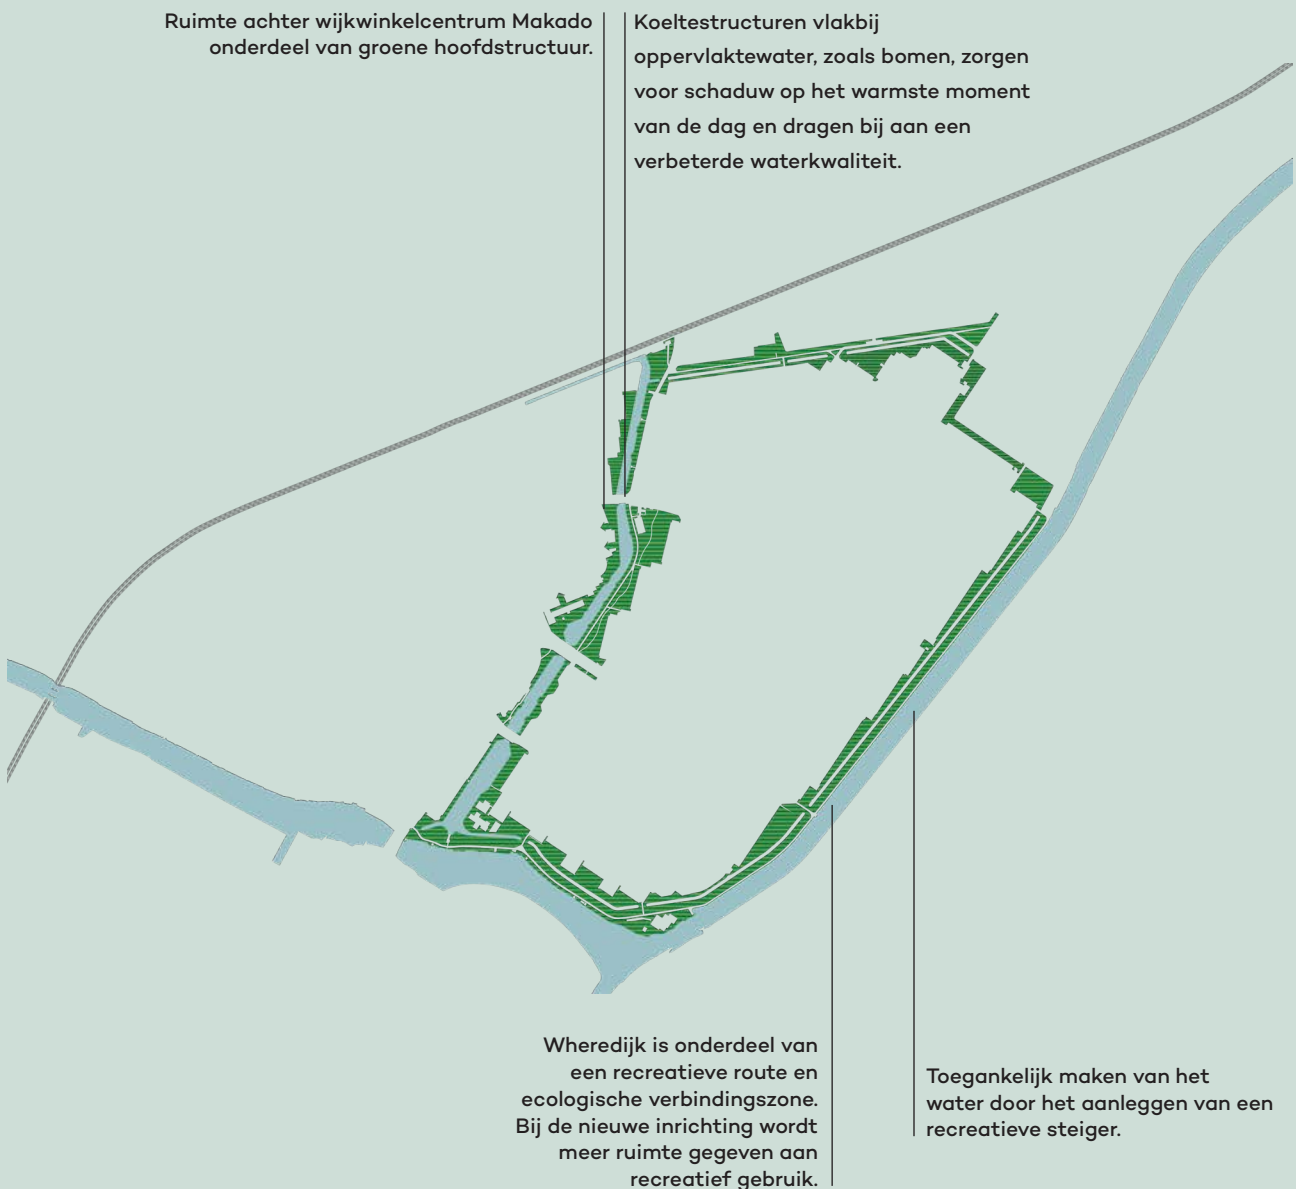 Ruimte achter wijkwinkelcentrum Makado
onderdeel van groene hoofdstructuur.
Koeltestructuren vlakbij
oppervlaktewater, zoals bomen, zorgen
voor schaduw op het warmste moment
van de dag en dragen bij aan een
verbeterde waterkwaliteit.
Wheredijk is onderdeel van
een recreatieve route en
ecologische verbindingszone.
Bij de nieuwe inrichting wordt
meer ruimte gegeven aan
recreatief gebruik.
Toegankelijk maken van het
water door het aanleggen van een
recreatieve steiger.